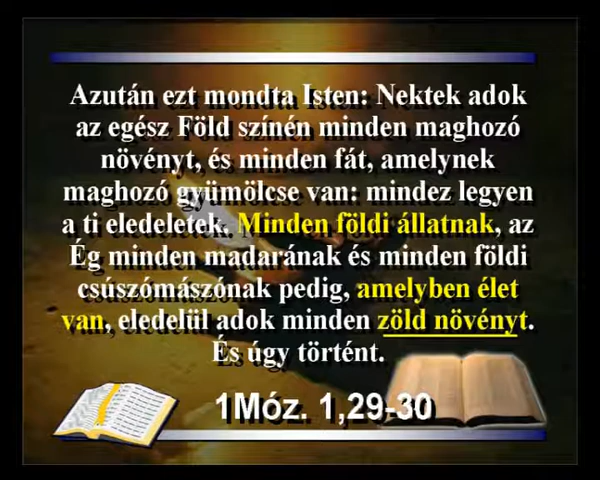 Azután ezt mondta Isten: Nektek adok
az egész Föld színén minden maghozó
növényt, és minden fát, amelynek
maghozó gyümölcse van: mindez legyen
a ti eledeletek. Minden földi állatnak, az
Ég minden madarának és minden földi
csúszómászónak pedig, amelyben élet
van, eledelül adok minden zöld növényt.
És úgy történt.
1Móz. 1,29-30